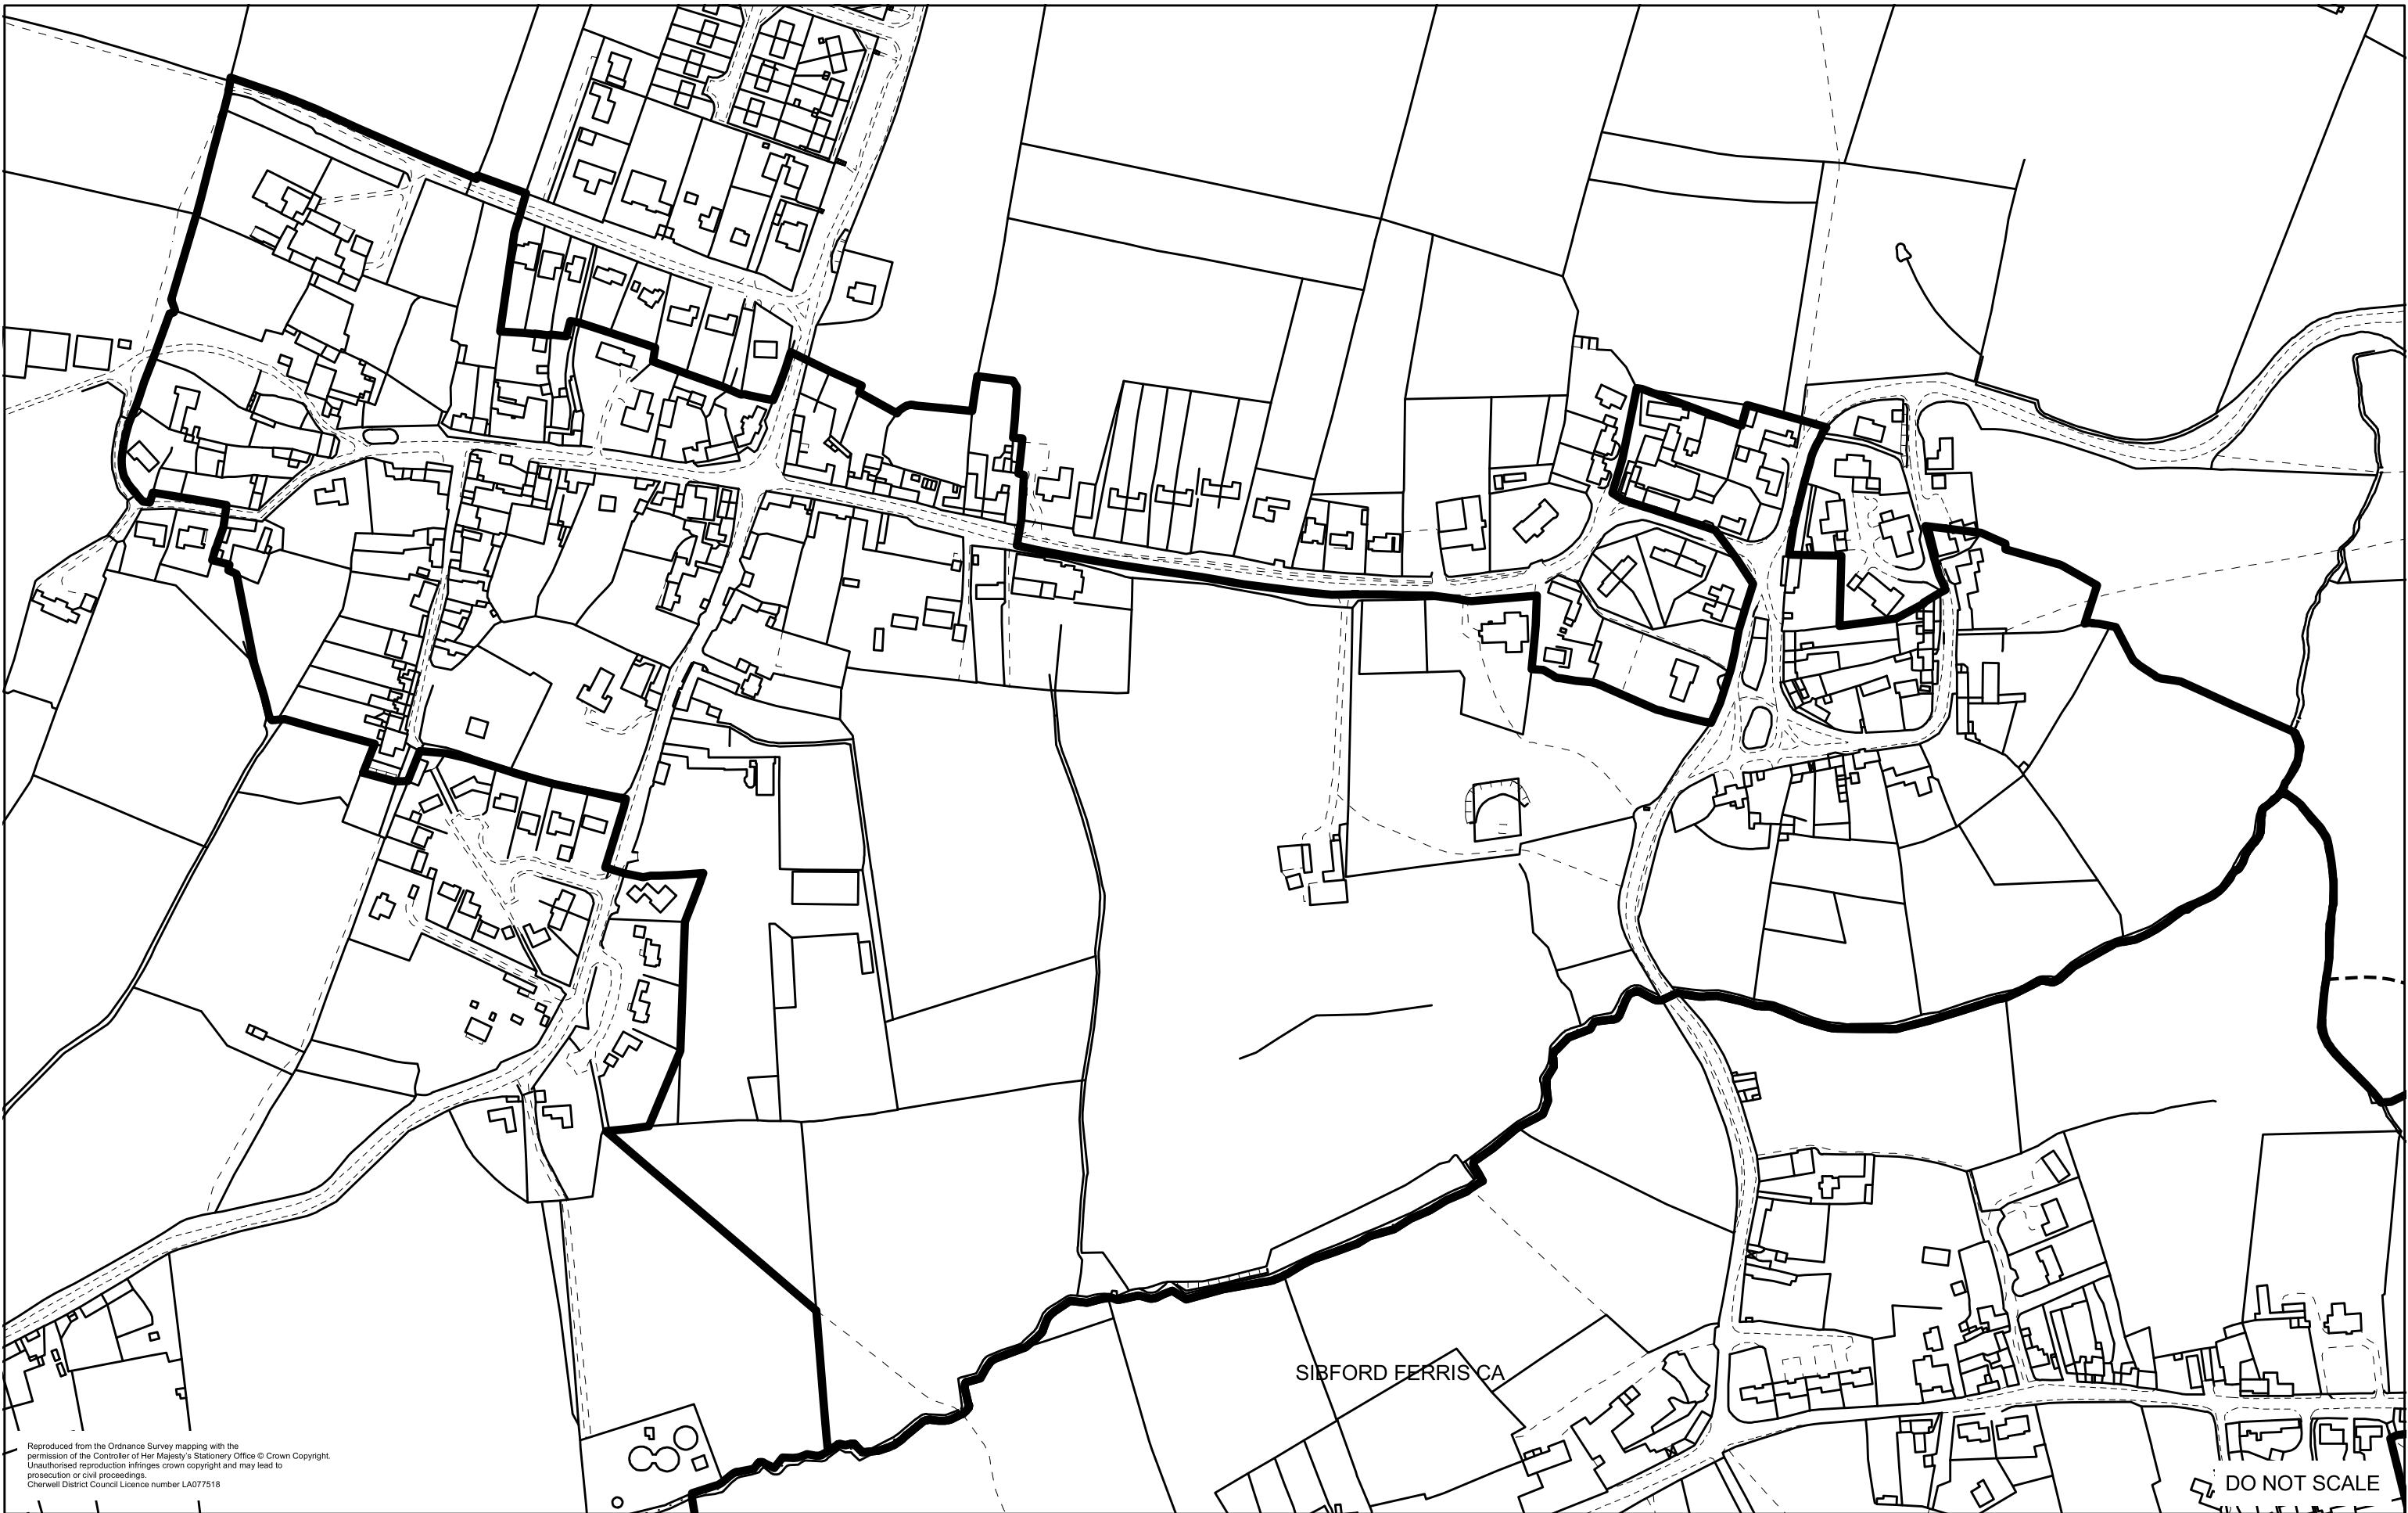 SIBFORD FERRIS CA
Reproduced from the Ordnance Survey mapping with the
permission of the Controller of Her Majesty's Stationery Office © Crown Copyright.
Unauthorised reproduction infringes crown copyright and may lead to
prosecution or civil proceedings.
Cherwell District Council Licence number LA077518
DO NOT SCALE